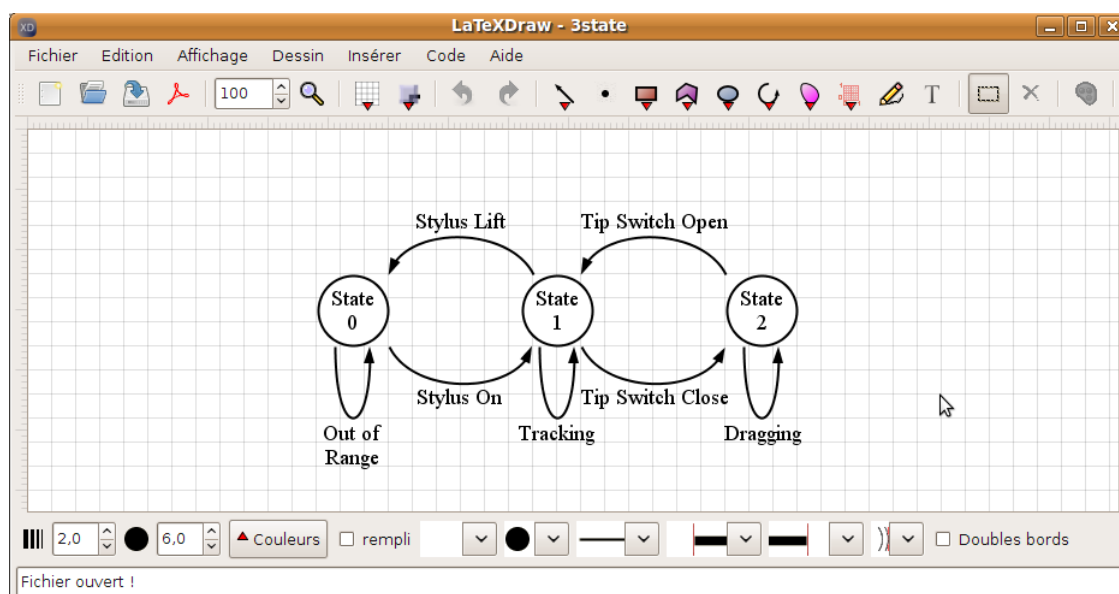 XD LaTeXDraw - 3state
Fichier Edition Affichage Dessin Insérer Code Aide
100 T
Stylus Lift Tip Switch Open
State
0
State
1
State
2
Stylus On Tip Switch Close
Out of
Range
Tracking Dragging
2,0 6,0 Couleurs rempli Doubles bords
Fichier ouvert !